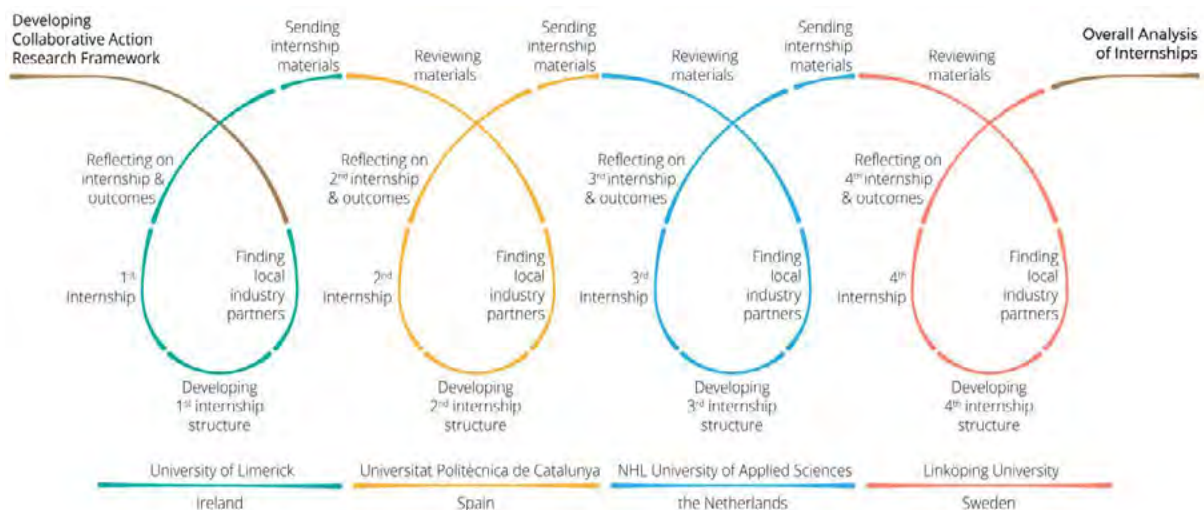 Developing
Collaborative Action
Research Framework
Sending
internship
materials
Reviewing
materials
Sending
internship
materials
Reviewing
materials
Sending
internship
materials
Reviewing
materials
Overall Analysis
of Internships
Reflecting on
internship &
outcomes
Reflecting on
2nd internship
& outcomes
Reflecting on
3rd internship
& outcomes
Reflecting on
4th internship
& outcomes
1st
Internship
Finding
local
industry
partners
2nd
Internship
Finding
local
industry
partners
3rd
Internship
Finding
local
industry
partners
4th
Internship
Finding
local
industry
partners
Developing
1st internship
structure
Developing
2nd internship
structure
Developing
3rd internship
structure
Developing
4th internship
structure
University of Limerick
Ireland
Universitat Politècnica de Catalunya
Spain
NHL University of Applied Sciences
the Netherlands
Linkoping University
Sweden